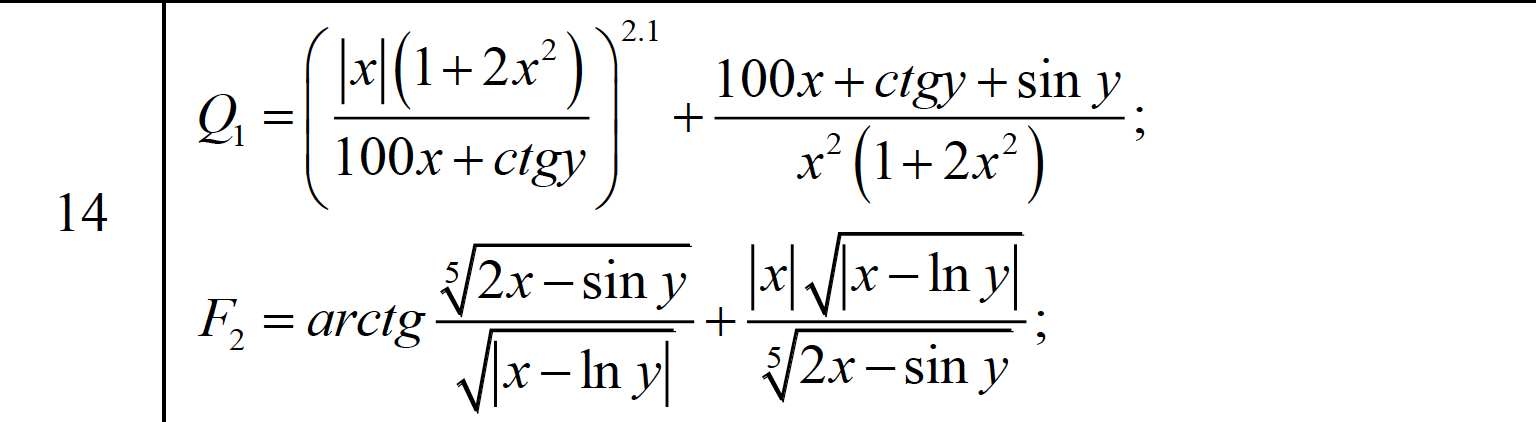 14
Q₁ = (|x|(1+2x²) / (100x+ctgy))^2.1 + (100x+ctgy+sin y) / (x²(1+2x²));
F₂ = arctg (⁵√(2x−sin y) / √|x−ln y|) + (|x|√|x−ln y|) / ⁵√(2x−sin y);